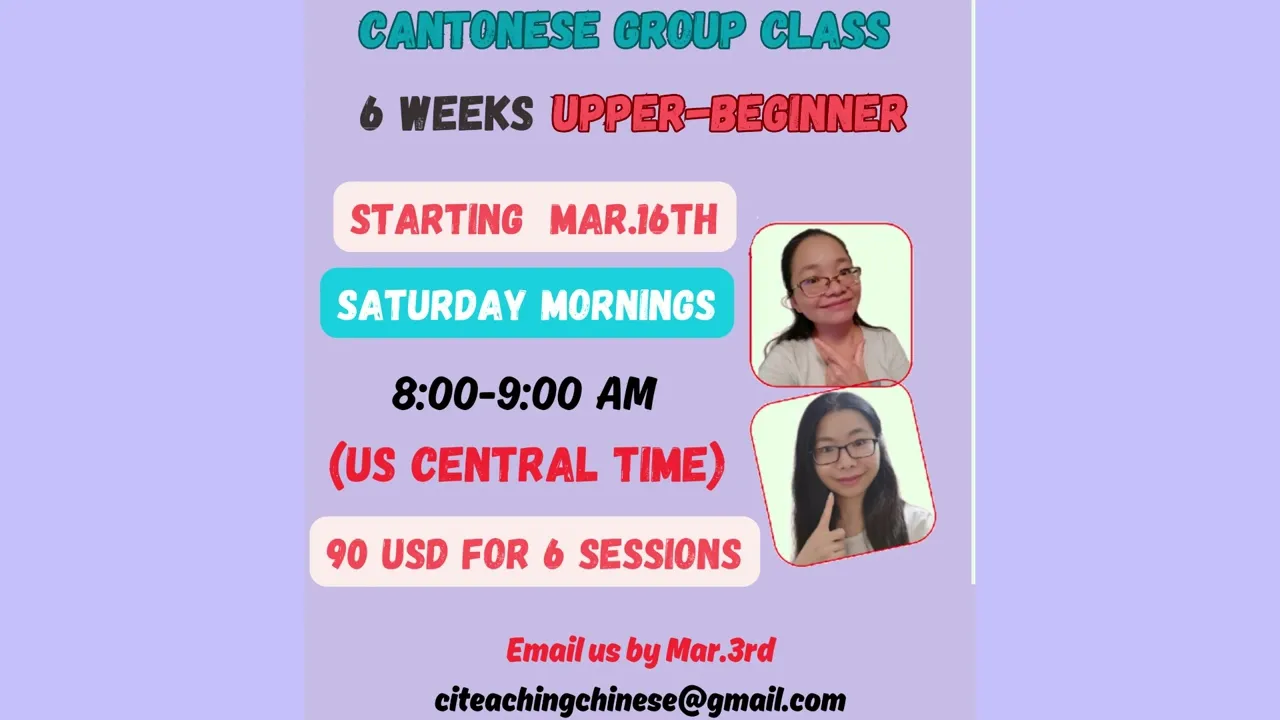 CANTONESE GROUP CLASS
6 WEEKS UPPER-BEGINNER
STARTING MAR.16TH
SATURDAY MORNINGS
8:00-9:00 AM
(US CENTRAL TIME)
90 USD FOR 6 SESSIONS
Email us by Mar.3rd
citeachingchinese@gmail.com